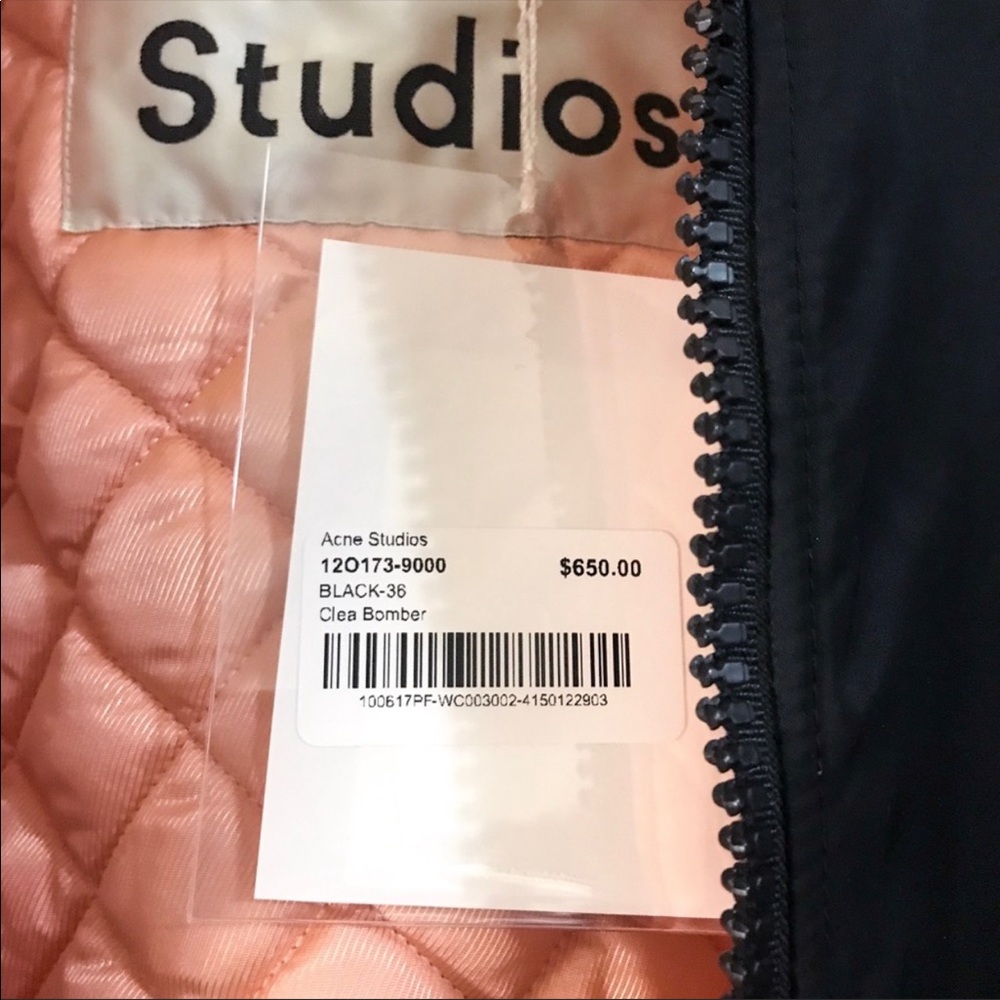 Studios
Acne Studios
12O173-9000
$650.00
BLACK-36
Clea Bomber
100617PF-WC003002-4150122903